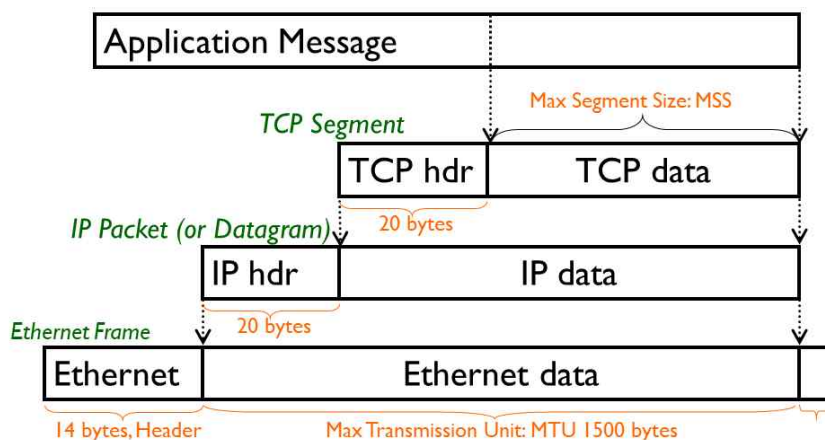 Application Message
Max Segment Size: MSS
TCP Segment
TCP hdr
TCP data
20 bytes
IP Packet (or Datagram)
IP hdr
IP data
20 bytes
Ethernet Frame
Ethernet
Ethernet data
14 bytes, Header
Max Transmission Unit: MTU 1500 bytes